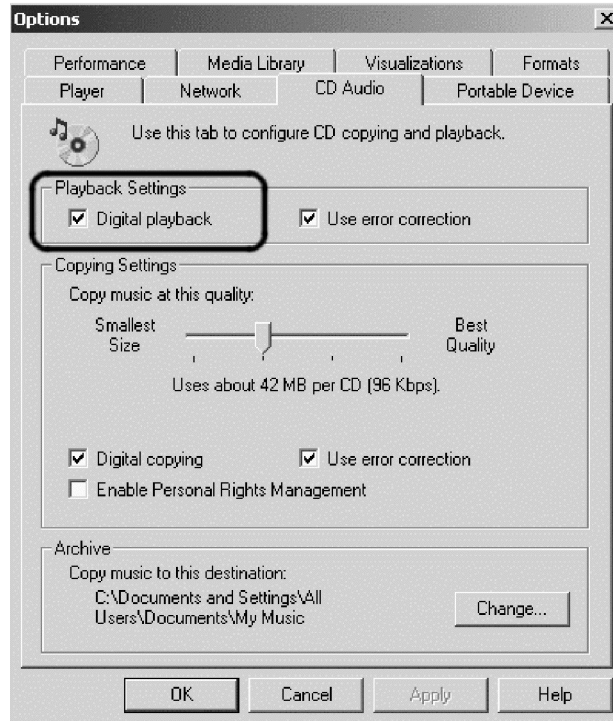 Options
Performance Media Library Visualizations Formats
Player Network CD Audio Portable Device
Use this tab to configure CD copying and playback.
Playback Settings
Digital playback Use error correction
Copying Settings
Copy music at this quality:
Smallest Size Best Quality
Uses about 42 MB per CD (96 Kbps).
Digital copying Use error correction
Enable Personal Rights Management
Archive
Copy music to this destination:
C:\Documents and Settings\All
Users\Documents\My Music
Change...
OK Cancel Apply Help